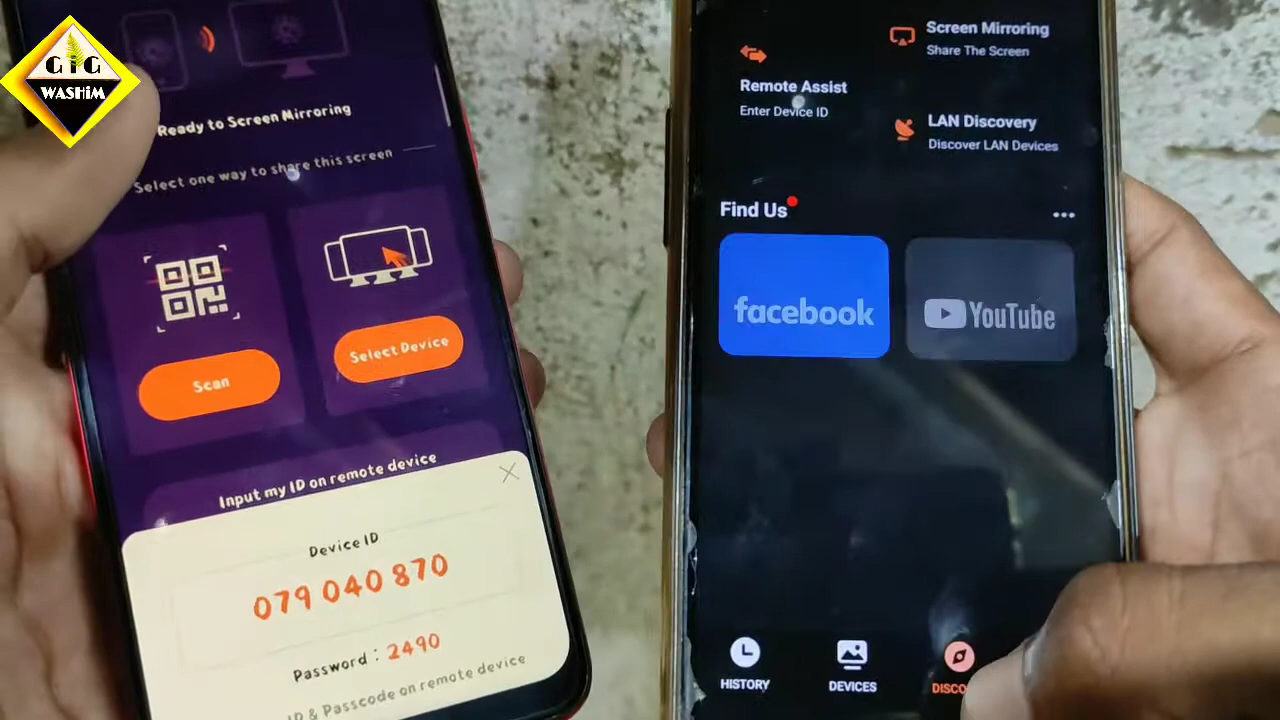 GiG
WASHiM
Ready to Screen Mirroring
Select one way to share this screen
Scan
Select Device
Input my ID on remote device
Device ID
079 040 870
Password : 2490
ID & Passcode on remote device
Screen Mirroring
Share The Screen
Remote Assist
Enter Device ID
LAN Discovery
Discover LAN Devices
Find Us
facebook
YouTube
HISTORY
DEVICES
DISCO